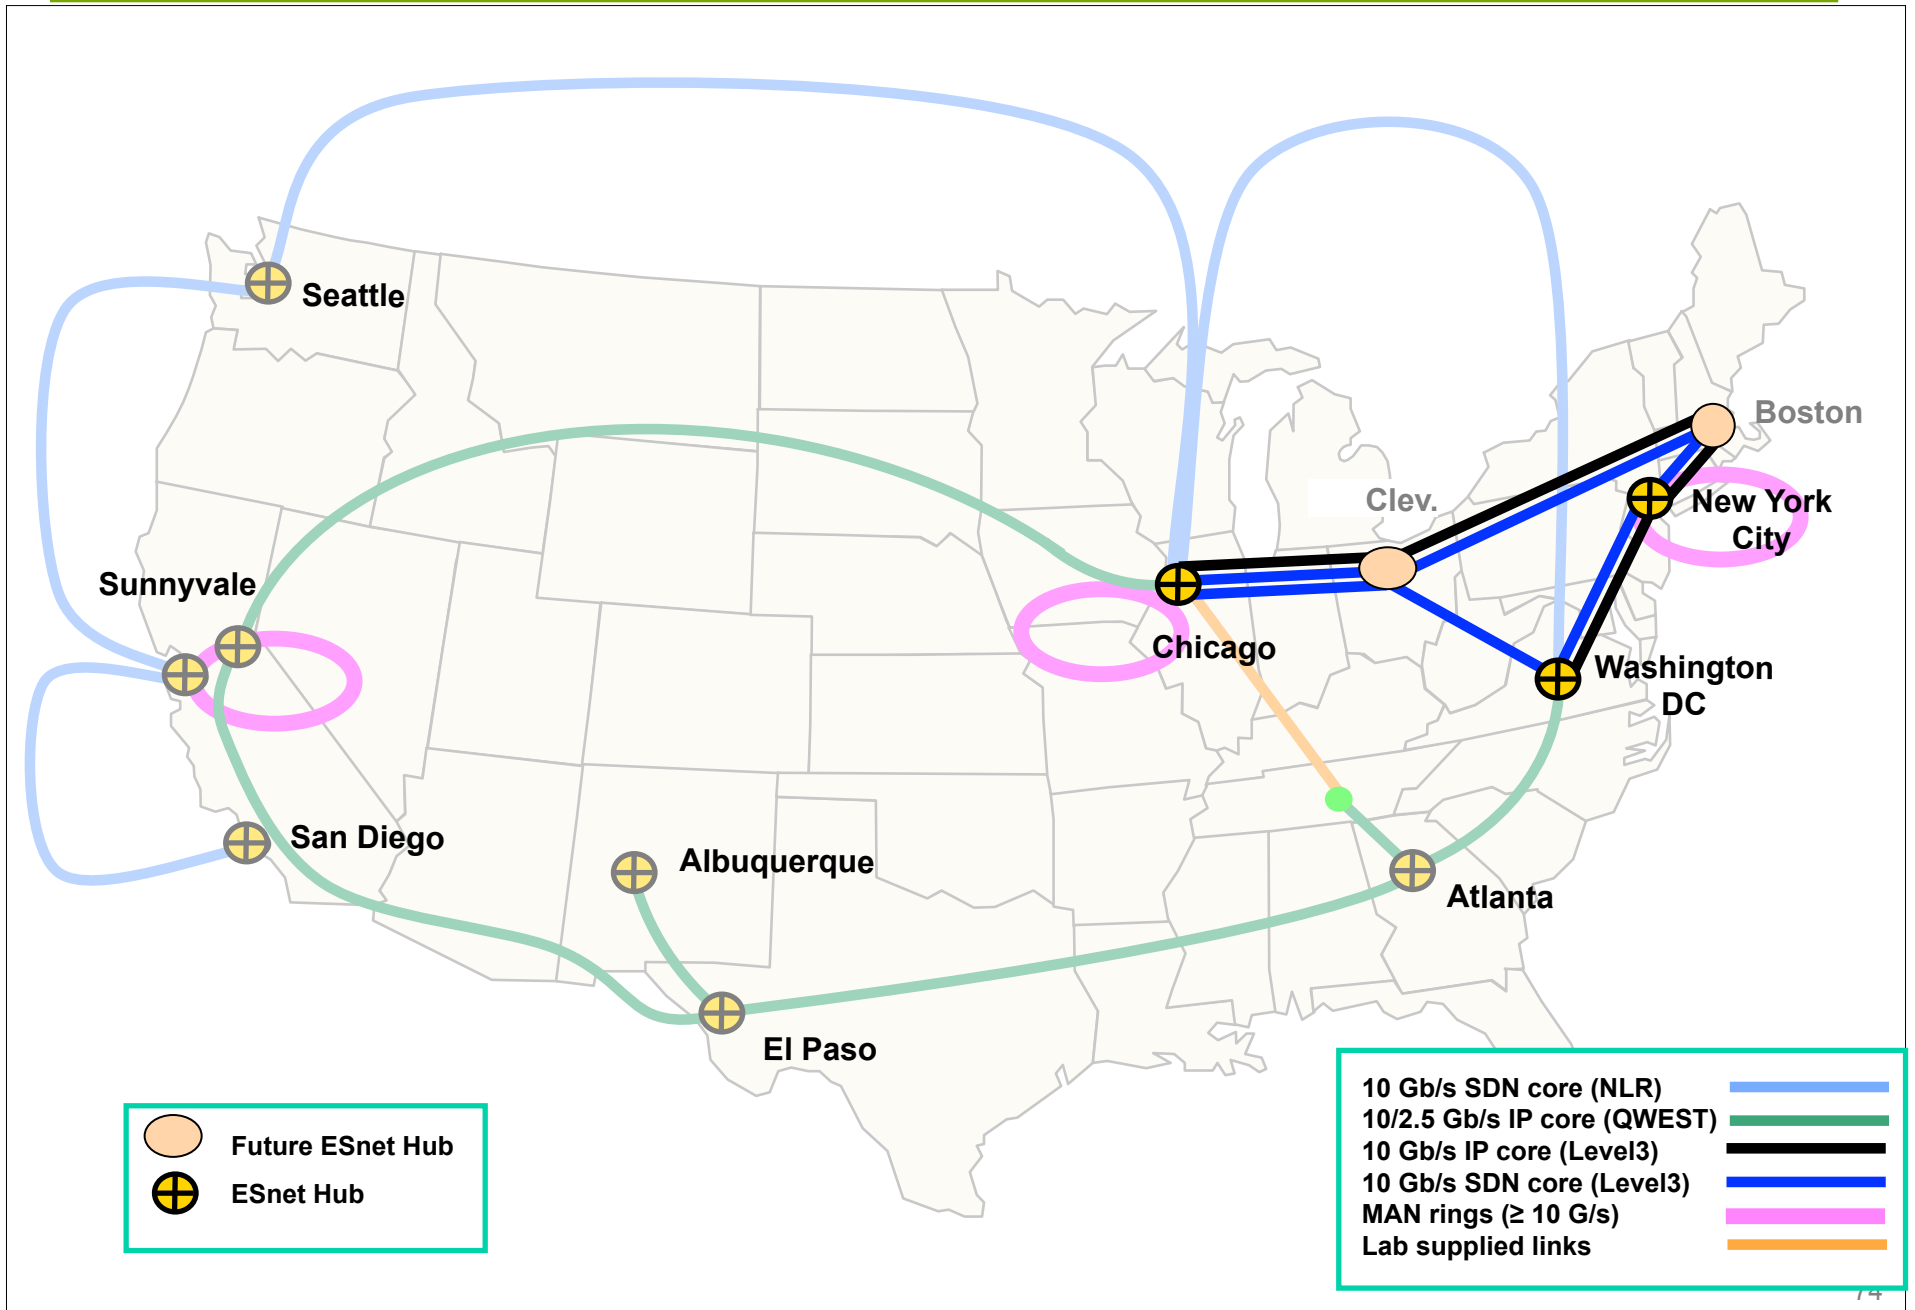 Seattle
Boston
Clev.
New York
City
Sunnyvale
Chicago
Washington
DC
San Diego
Albuquerque
Atlanta
El Paso
Future ESnet Hub
ESnet Hub
10 Gb/s SDN core (NLR)
10/2.5 Gb/s IP core (QWEST)
10 Gb/s IP core (Level3)
10 Gb/s SDN core (Level3)
MAN rings (≥ 10 G/s)
Lab supplied links
74